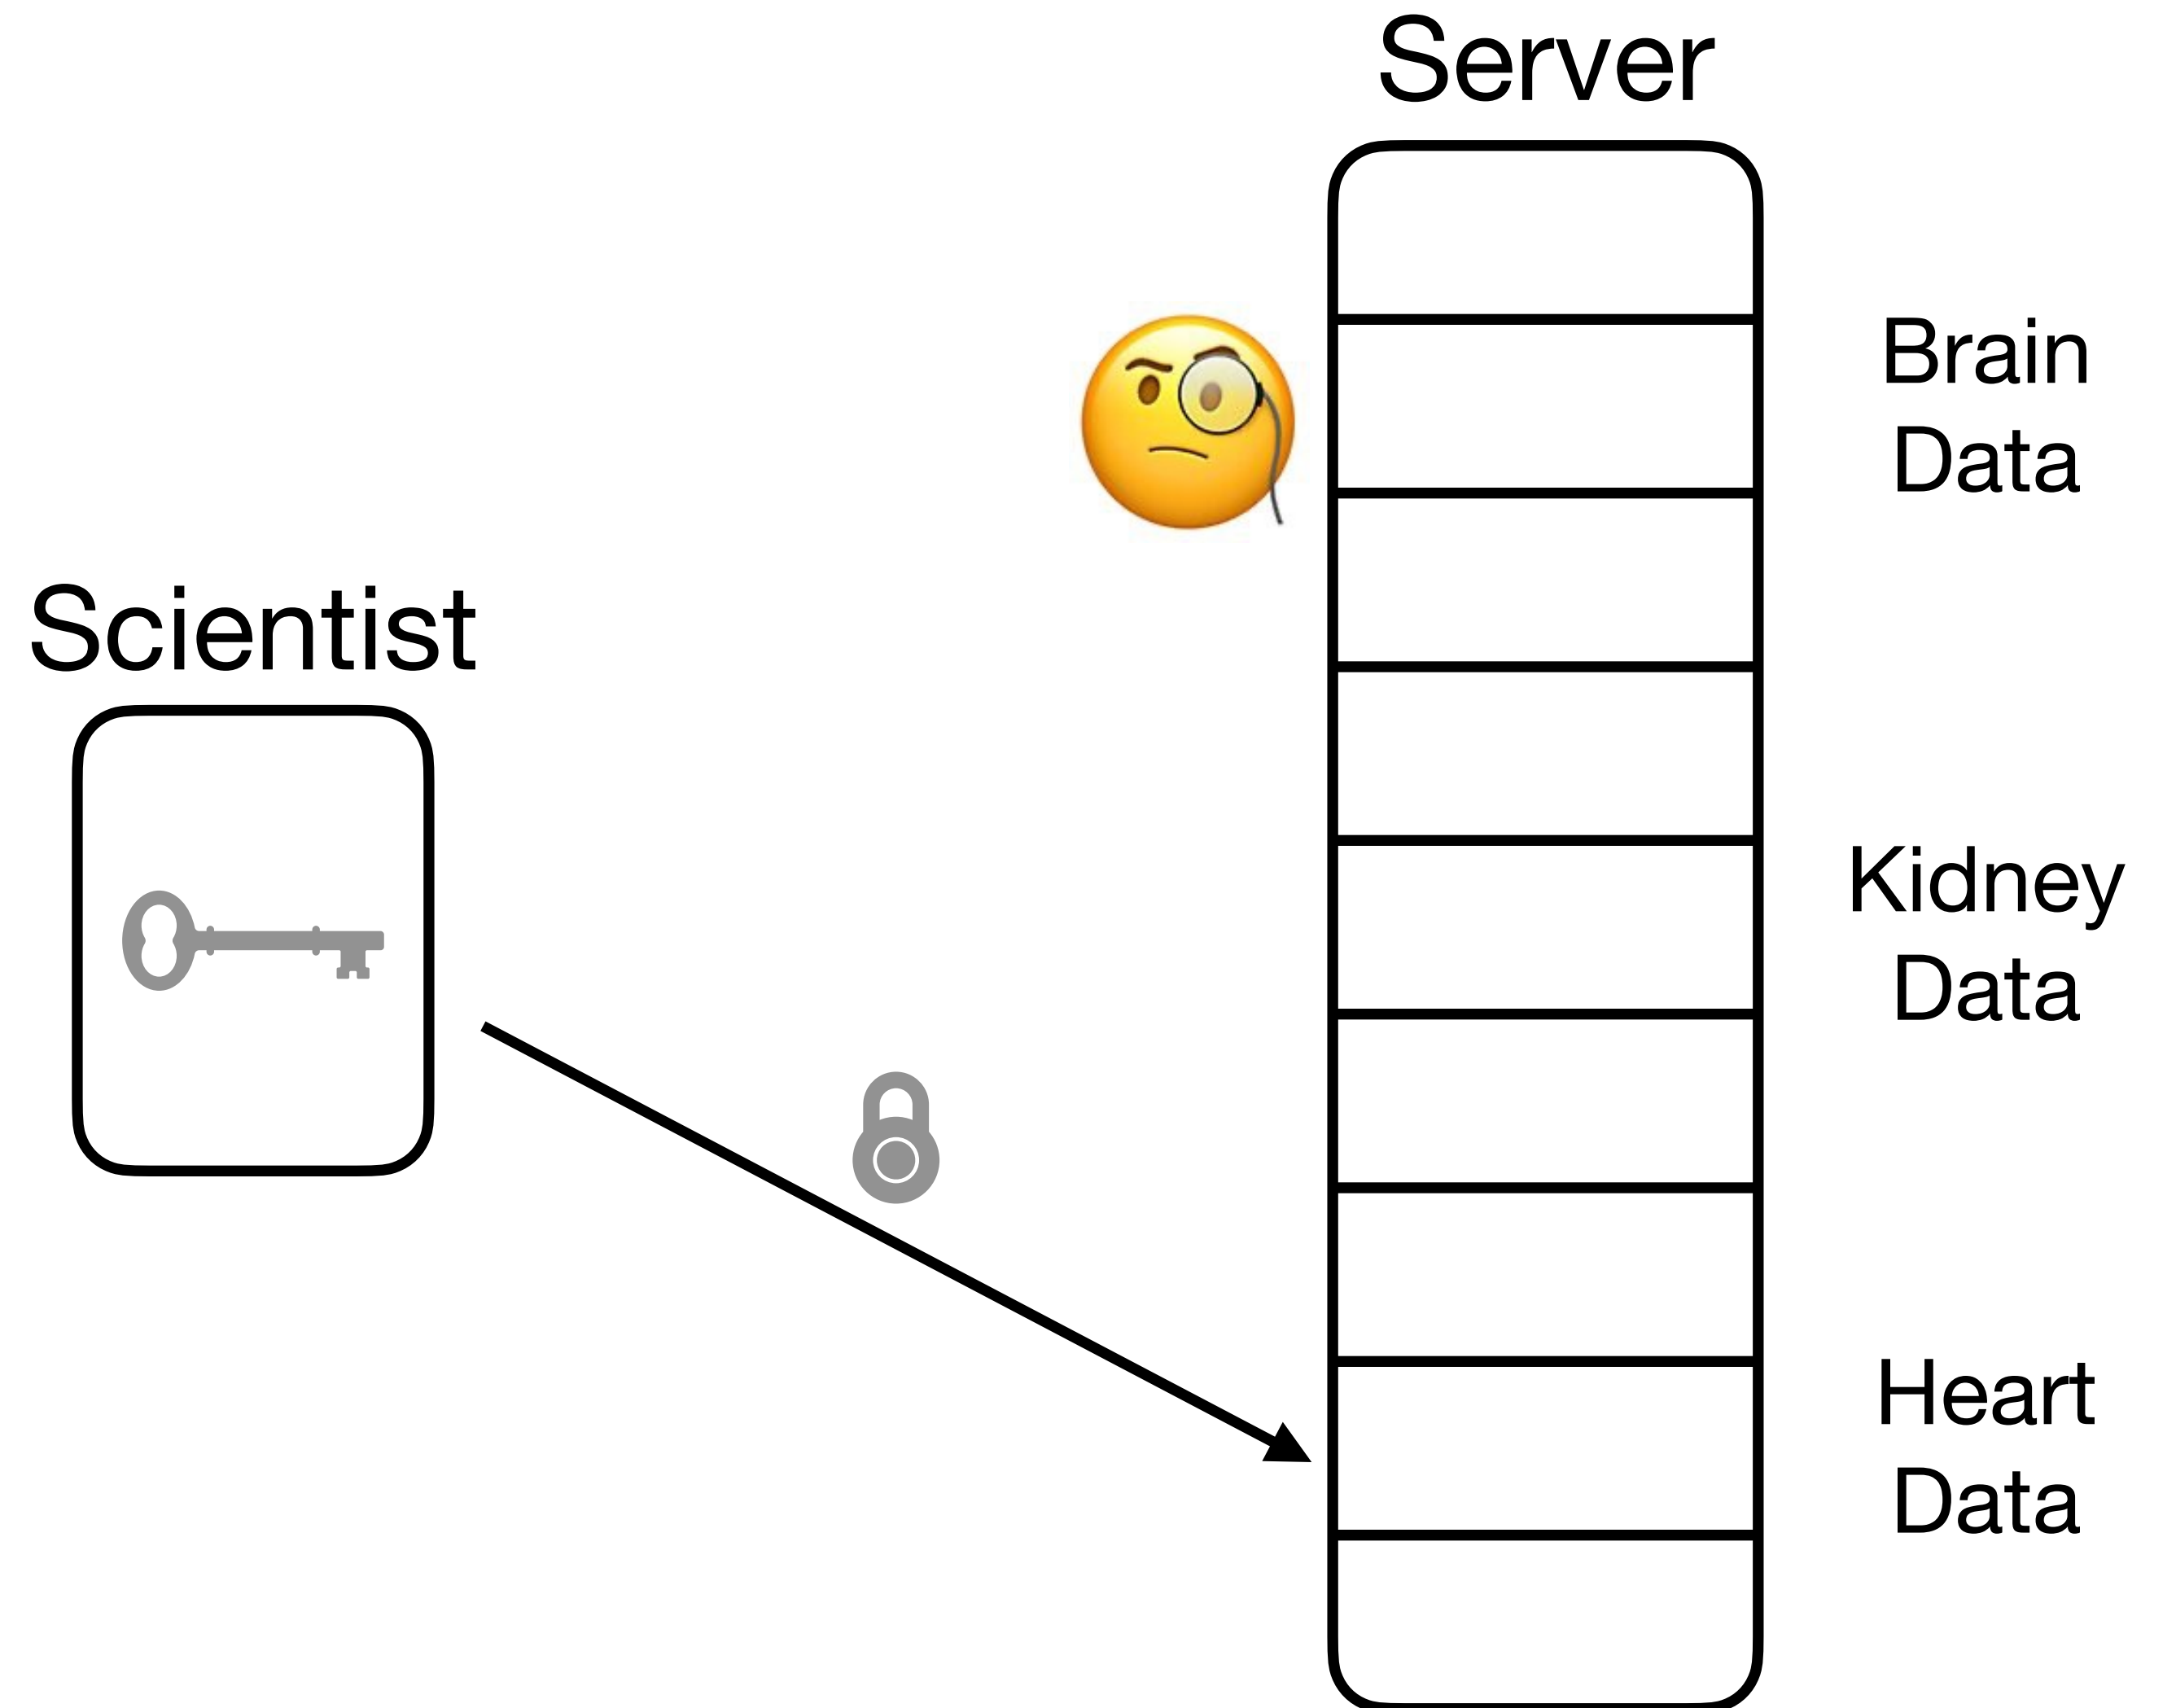 Server
Brain
Data
Scientist
Kidney
Data
Heart
Data